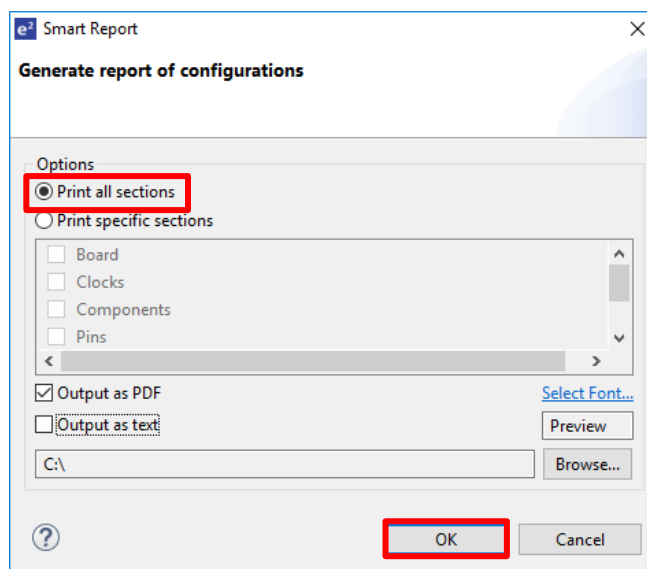 e² Smart Report
Generate report of configurations
Options
Print all sections
Print specific sections
Board
Clocks
Components
Pins
Output as PDF
Select Font...
Output as text
Preview
C:\
Browse...
?
OK
Cancel